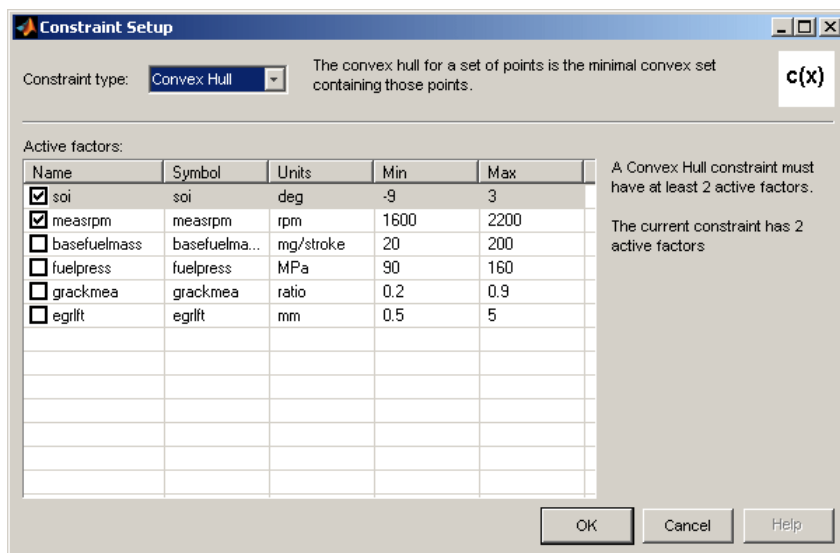 Constraint Setup
Constraint type: Convex Hull
The convex hull for a set of points is the minimal convex set
containing those points.
c(x)
Active factors:
Name Symbol Units Min Max
soi soi deg -9 3
measrpm measrpm rpm 1600 2200
basefuelmass basefuelma... mg/stroke 20 200
fuelpress fuelpress MPa 90 160
grackmea grackmea ratio 0.2 0.9
egrlft egrlft mm 0.5 5
A Convex Hull constraint must
have at least 2 active factors.
The current constraint has 2
active factors
OK Cancel Help